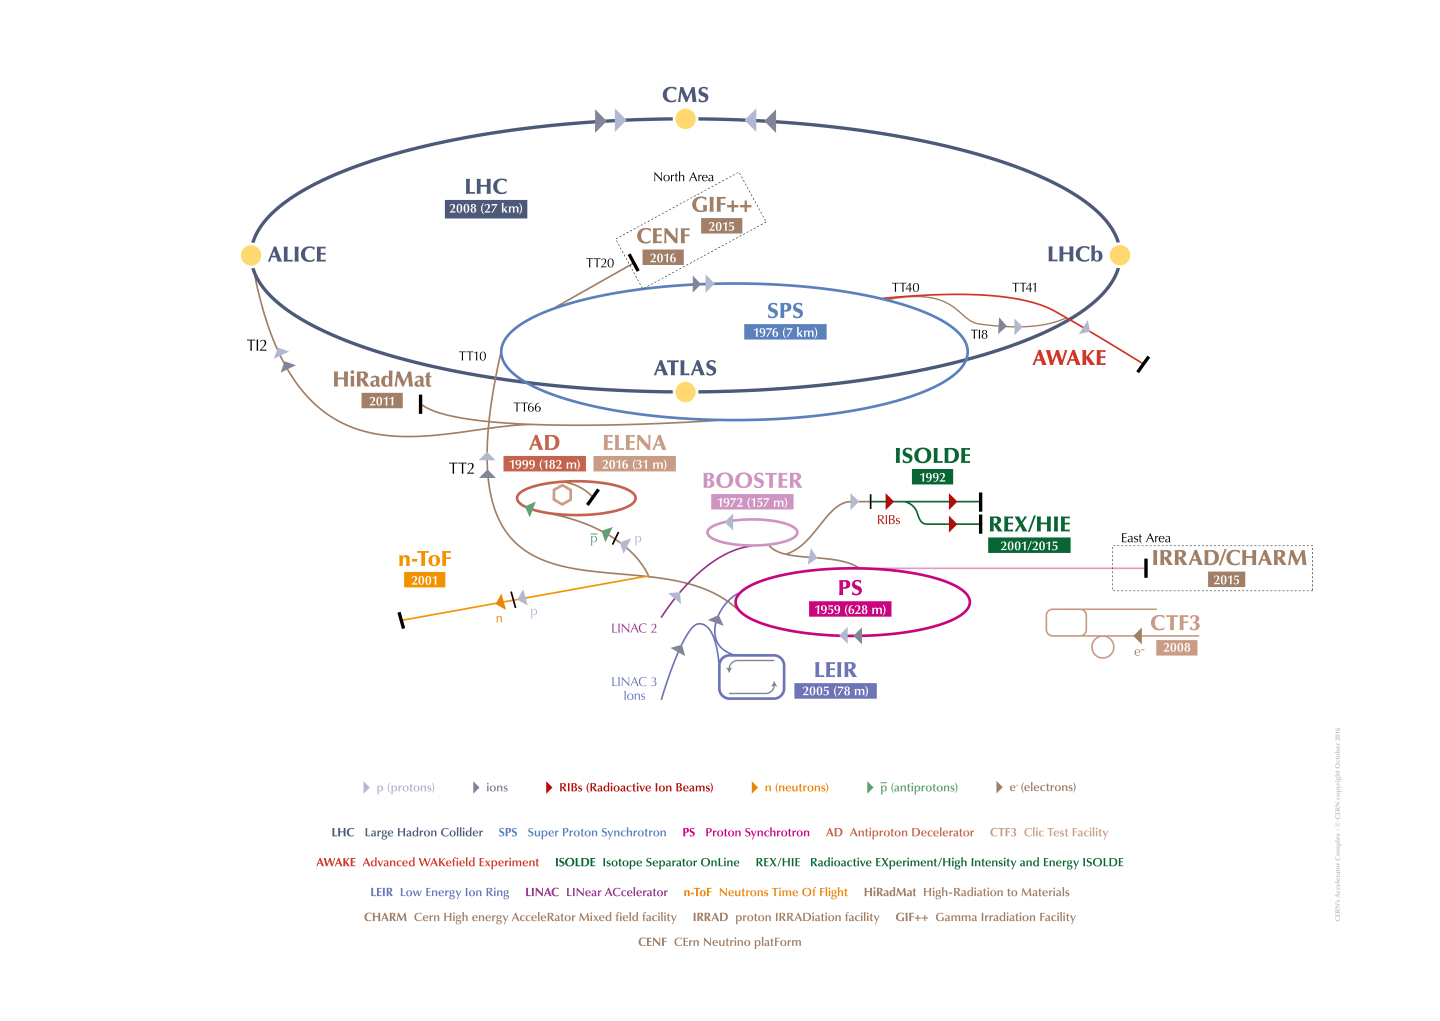 CMS
North Area
LHC
2008 (27 km)
GIF++
2015
CENF
2016
ALICE
LHCb
TT20
TT40
TT41
SPS
1976 (7 km)
TI2
TI8
TT10
AWAKE
ATLAS
HiRadMat
2011
TT66
AD
1999 (182 m)
ELENA
2016 (31 m)
TT2
ISOLDE
1992
BOOSTER
1972 (157 m)
RIBs
REX/HIE
2001/2015
p̅
p
East Area
n-ToF
2001
IRRAD/CHARM
2015
PS
1959 (628 m)
n
p
LINAC 2
CTF3
2008
e-
LEIR
2005 (78 m)
LINAC 3
Ions
p (protons)
ions
RIBs (Radioactive Ion Beams)
n (neutrons)
p̅ (antiprotons)
e- (electrons)
LHC Large Hadron Collider SPS Super Proton Synchrotron PS Proton Synchrotron AD Antiproton Decelerator CTF3 Clic Test Facility
AWAKE Advanced WAKefield Experiment ISOLDE Isotope Separator OnLine REX/HIE Radioactive EXperiment/High Intensity and Energy ISOLDE
LEIR Low Energy Ion Ring LINAC LINear ACcelerator n-ToF Neutrons Time Of Flight HiRadMat High-Radiation to Materials
CHARM Cern High energy AcceleRator Mixed field facility IRRAD proton IRRADiation facility GIF++ Gamma Irradiation Facility
CENF CErn Neutrino platForm
CERN's Accelerator Complex : © CERN copyright October 2016